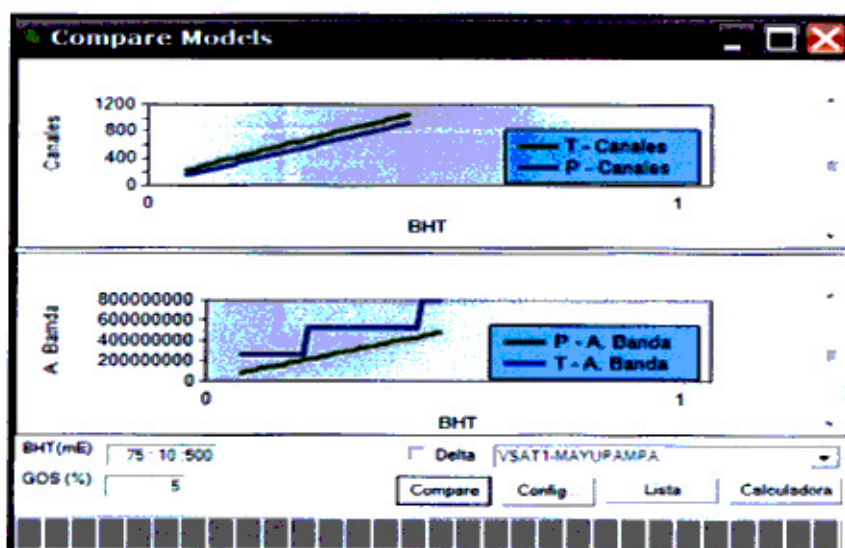 Compare Models
1200
800
400
0
Canales
T - Canales
P - Canales
0 1
BHT
800000000
600000000
400000000
200000000
0
A. Banda
P - A. Banda
T - A. Banda
0 1
BHT
BHT(mE) 75 : 10 :500 Delta VSAT1-MAYUPAMPA
GOS (%) 5
Compare Config... Lista Calculadora